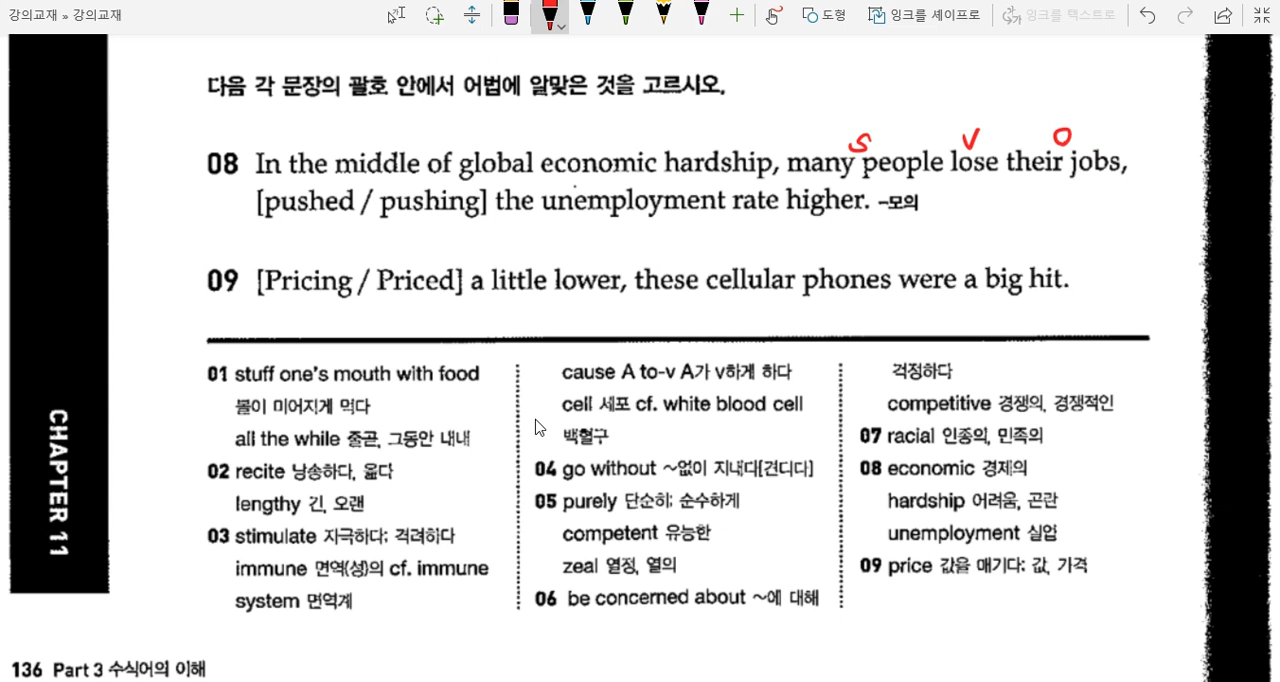 강의교재 » 강의교재
도형
잉크를 셰이프로
잉크를 텍스트로
다음 각 문장의 괄호 안에서 어법에 알맞은 것을 고르시오.
S V O
08 In the middle of global economic hardship, many people lose their jobs,
[pushed / pushing] the unemployment rate higher. –모의
09 [Pricing / Priced] a little lower, these cellular phones were a big hit.
01 stuff one's mouth with food
볼이 미어지게 먹다
all the while 줄곧, 그동안 내내
02 recite 낭송하다, 읊다
lengthy 긴, 오랜
03 stimulate 자극하다; 격려하다
immune 면역(성)의 cf. immune
system 면역계
cause A to-v A가 v하게 하다
cell 세포 cf. white blood cell
백혈구
04 go without ~없이 지내다[견디다]
05 purely 단순히; 순수하게
competent 유능한
zeal 열정, 열의
06 be concerned about ~에 대해
걱정하다
competitive 경쟁의, 경쟁적인
07 racial 인종의, 민족의
08 economic 경제의
hardship 어려움, 곤란
unemployment 실업
09 price 값을 매기다; 값, 가격
CHAPTER 11
136 Part 3 수식어의 이해